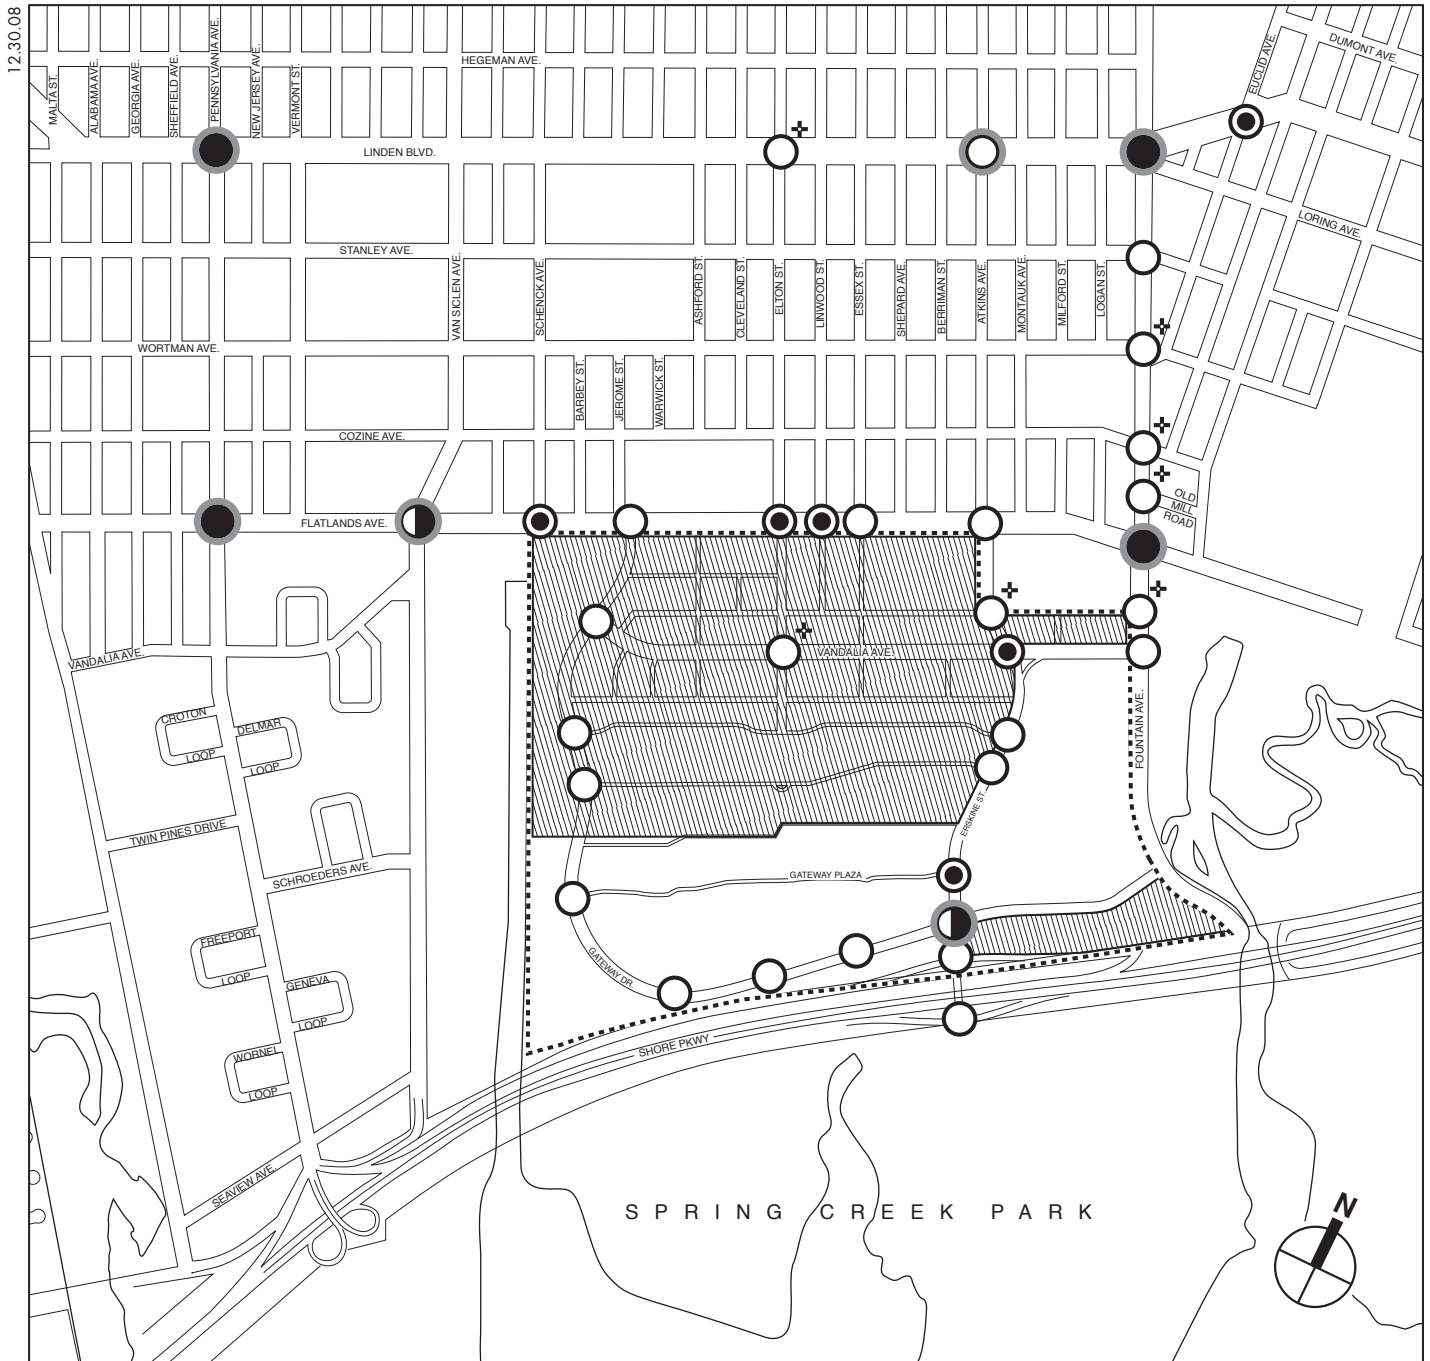 12.30.08
HEGEMAN AVE.
DUMONT AVE.
EUCLID AVE.
MALTA ST.
ALABAMA AVE.
GEORGIA AVE.
SHEFFIELD AVE.
PENNSYLVANIA AVE.
NEW JERSEY AVE.
VERMONT ST.
LINDEN BLVD.
LORING AVE.
STANLEY AVE.
VAN SICLEN AVE.
SCHENCK AVE.
ASHFORD ST.
CLEVELAND ST.
ELTON ST.
LINWOOD ST.
ESSEX ST.
SHEPARD AVE.
BERRIMAN ST.
ATKINS AVE.
MONTAUK AVE.
MILFORD ST.
LOGAN ST.
WORTMAN AVE.
BARBEY ST.
JEROME ST.
WARWICK ST.
COZINE AVE.
OLD
MILL
ROAD
FLATLANDS AVE.
VANDALIA AVE.
VANDALIA AVE.
CROTON
LOOP
DELMAR
LOOP
FOUNTAIN AVE.
TWIN PINES DRIVE
ERSKINE ST.
SCHROEDERS AVE.
GATEWAY PLAZA
FREEPORT
LOOP
GATEWAY DR.
GENEVA
LOOP
SHORE PKWY
WORNEL
LOOP
SEAVIEW AVE.
SPRING CREEK PARK
N